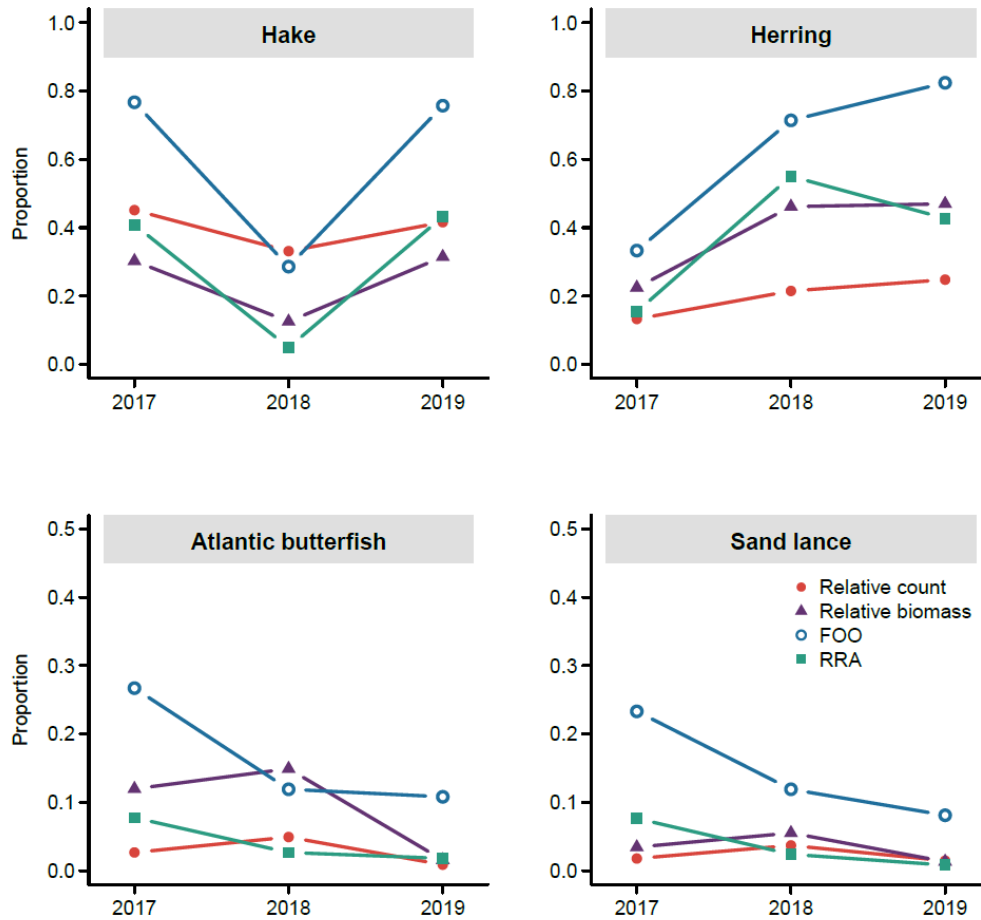 Hake
Herring
1.0
0.8
0.6
0.4
0.2
0.0
Proportion
2017 2018 2019
1.0
0.8
0.6
0.4
0.2
0.0
2017 2018 2019
Atlantic butterfish
Sand lance
0.5
0.4
0.3
0.2
0.1
0.0
Proportion
2017 2018 2019
0.5
0.4
0.3
0.2
0.1
0.0
Relative count
Relative biomass
FOO
RRA
2017 2018 2019